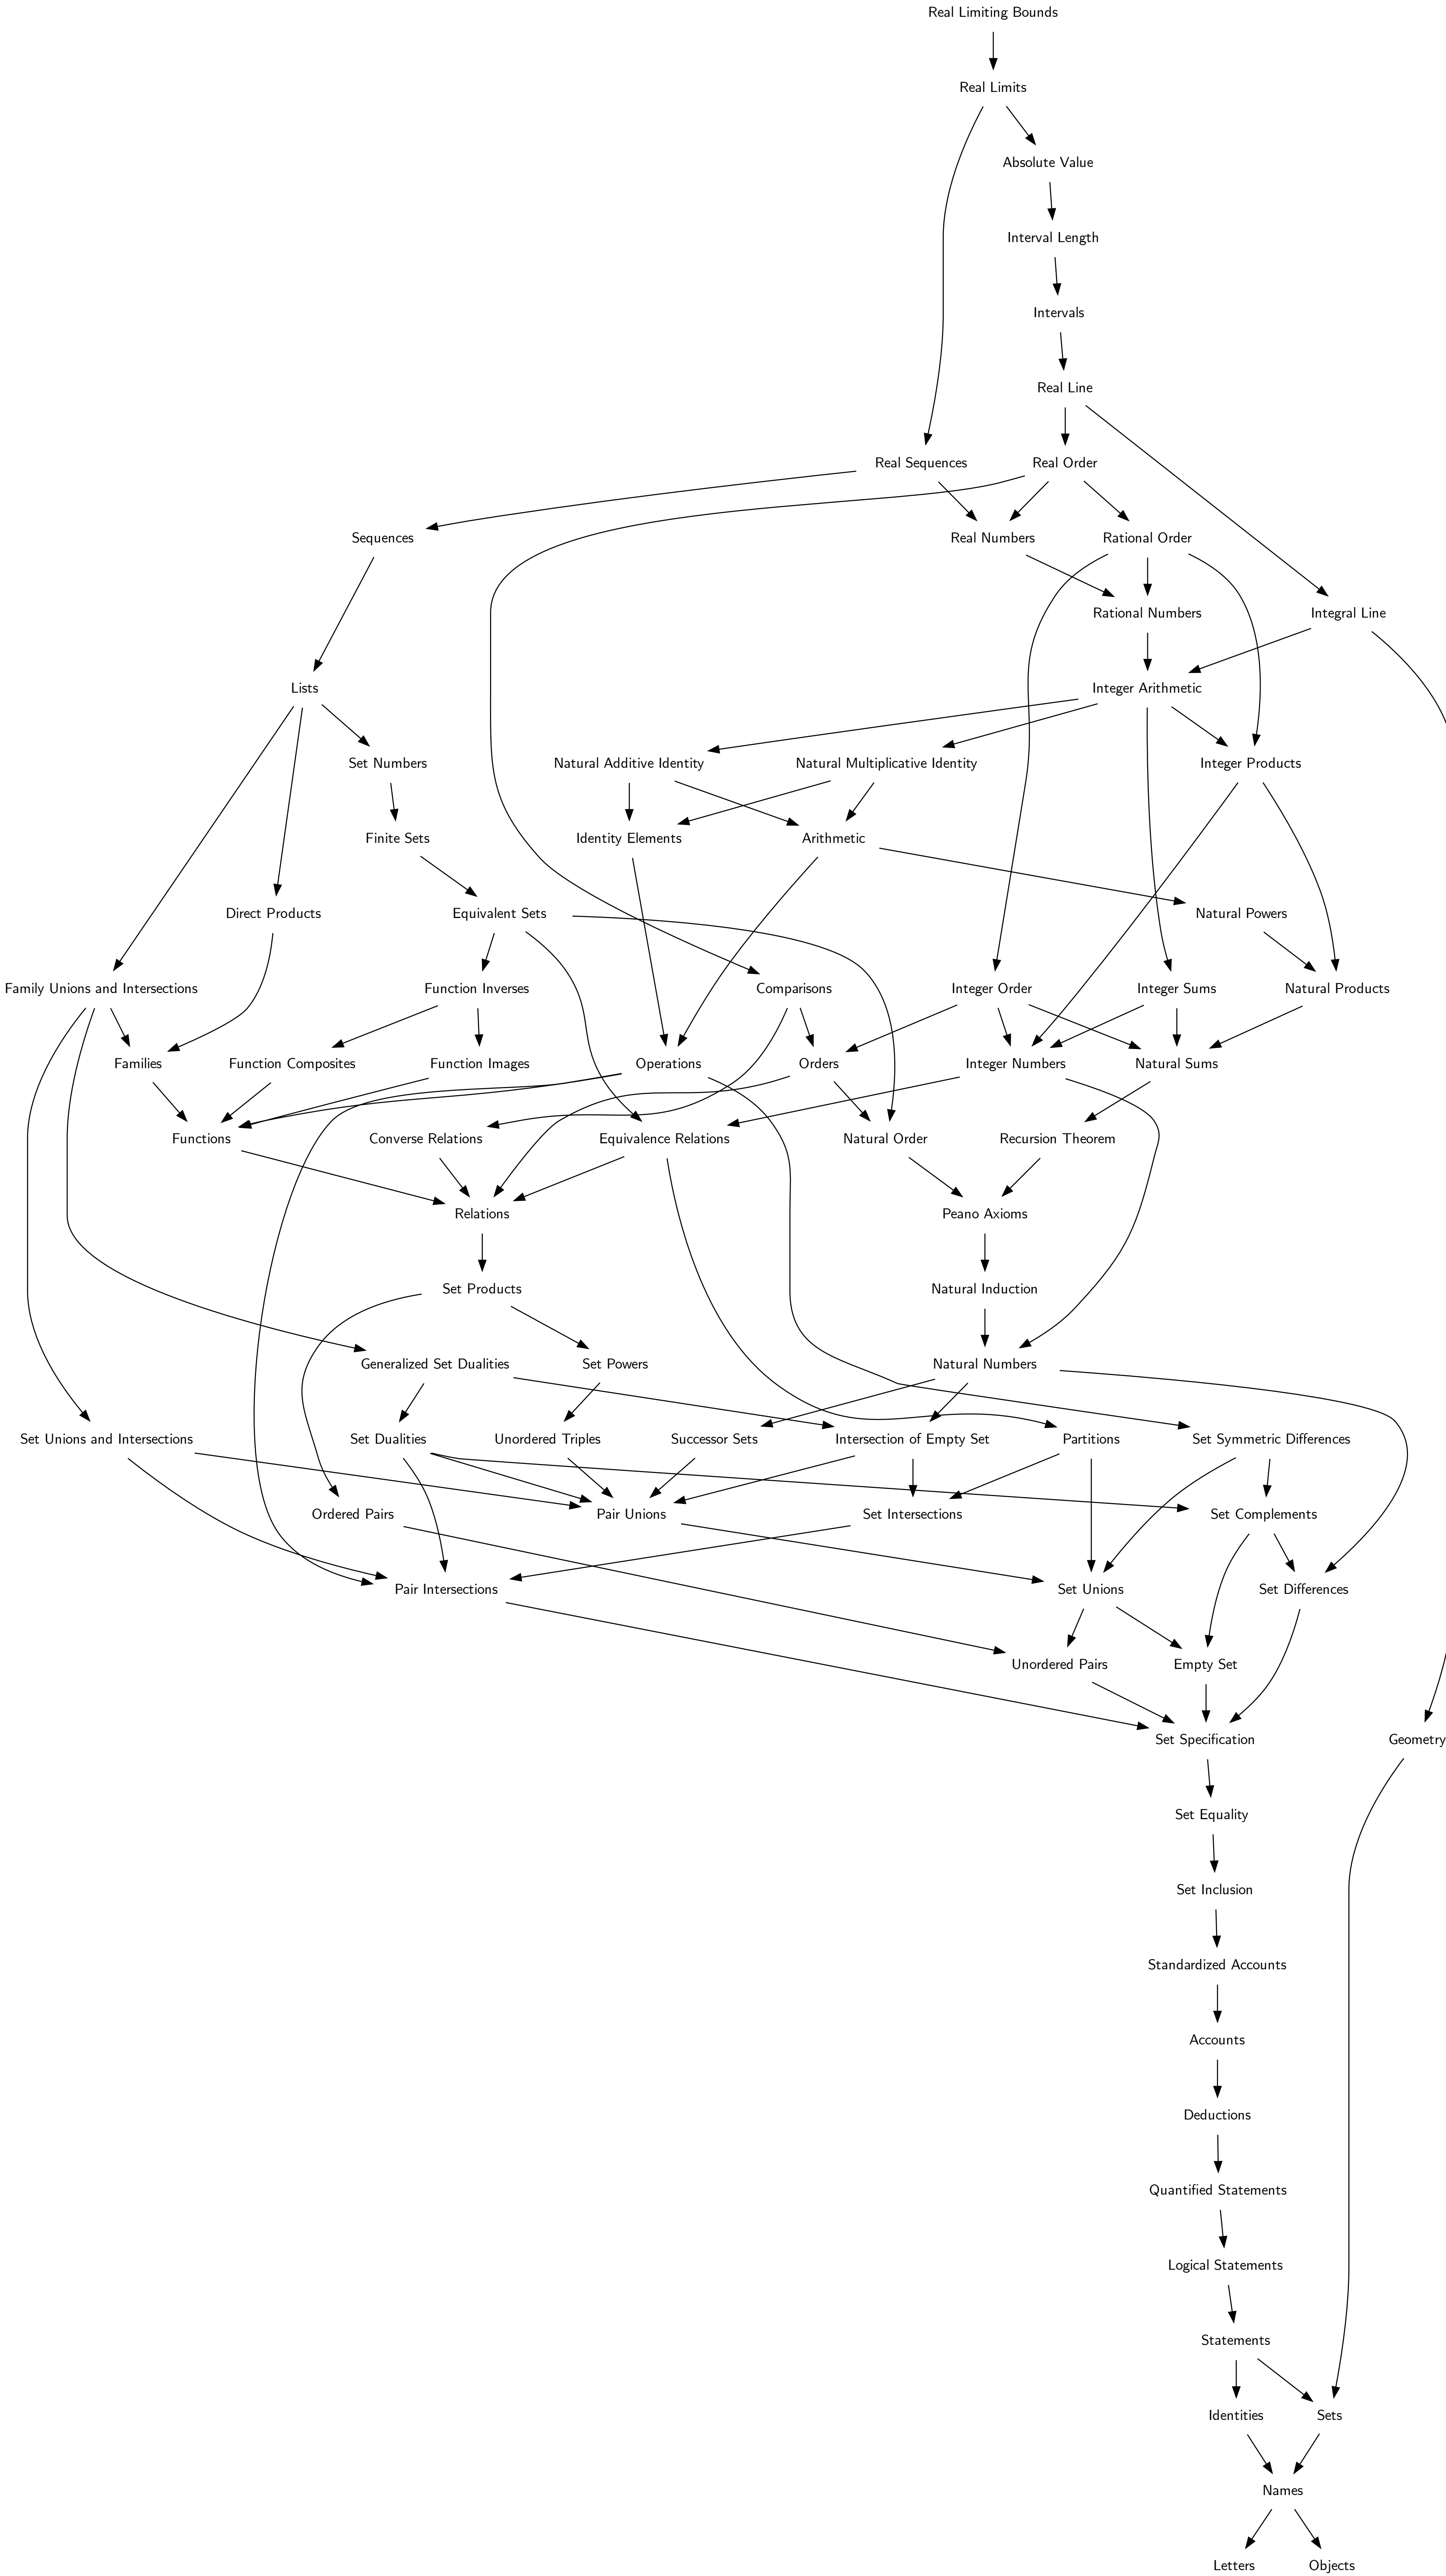 Real Limiting Bounds
Real Limits
Absolute Value
Interval Length
Intervals
Real Line
Real Sequences
Real Order
Sequences
Real Numbers
Rational Order
Rational Numbers
Integral Line
Lists
Integer Arithmetic
Set Numbers
Natural Additive Identity
Natural Multiplicative Identity
Integer Products
Finite Sets
Identity Elements
Arithmetic
Direct Products
Equivalent Sets
Natural Powers
Family Unions and Intersections
Function Inverses
Comparisons
Integer Order
Integer Sums
Natural Products
Families
Function Composites
Function Images
Operations
Orders
Integer Numbers
Natural Sums
Functions
Converse Relations
Equivalence Relations
Natural Order
Recursion Theorem
Relations
Peano Axioms
Set Products
Natural Induction
Generalized Set Dualities
Set Powers
Natural Numbers
Set Unions and Intersections
Set Dualities
Unordered Triples
Successor Sets
Intersection of Empty Set
Partitions
Set Symmetric Differences
Ordered Pairs
Pair Unions
Set Intersections
Set Complements
Pair Intersections
Set Unions
Set Differences
Unordered Pairs
Empty Set
Set Specification
Geometry
Set Equality
Set Inclusion
Standardized Accounts
Accounts
Deductions
Quantified Statements
Logical Statements
Statements
Identities
Sets
Names
Letters
Objects